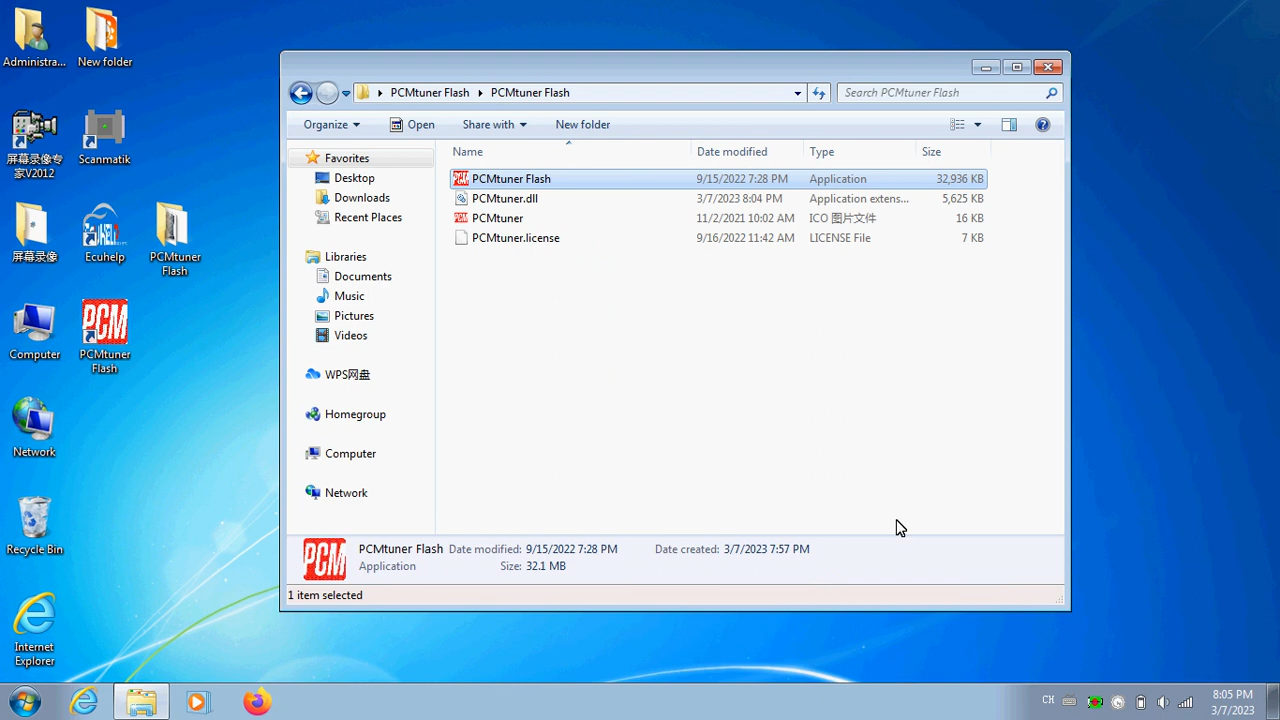 Administra...
New folder
屏幕录像专
家V2012
Scanmatik
屏幕录像
Ecuhelp
PCMtuner
Flash
Computer
PCM
PCMtuner
Flash
Network
Recycle Bin
Internet
Explorer
PCMtuner Flash
PCMtuner Flash
Search PCMtuner Flash
Organize
Open
Share with
New folder
Name
Date modified
Type
Size
PCMtuner Flash 9/15/2022 7:28 PM Application 32,936 KB
PCMtuner.dll 3/7/2023 8:04 PM Application extens... 5,625 KB
PCMtuner 11/2/2021 10:02 AM ICO 图片文件 16 KB
PCMtuner.license 9/16/2022 11:42 AM LICENSE File 7 KB
Favorites
Desktop
Downloads
Recent Places
Libraries
Documents
Music
Pictures
Videos
WPS网盘
Homegroup
Computer
Network
PCM
PCMtuner Flash Date modified: 9/15/2022 7:28 PM Date created: 3/7/2023 7:57 PM
Application Size: 32.1 MB
1 item selected
CH
8:05 PM
3/7/2023